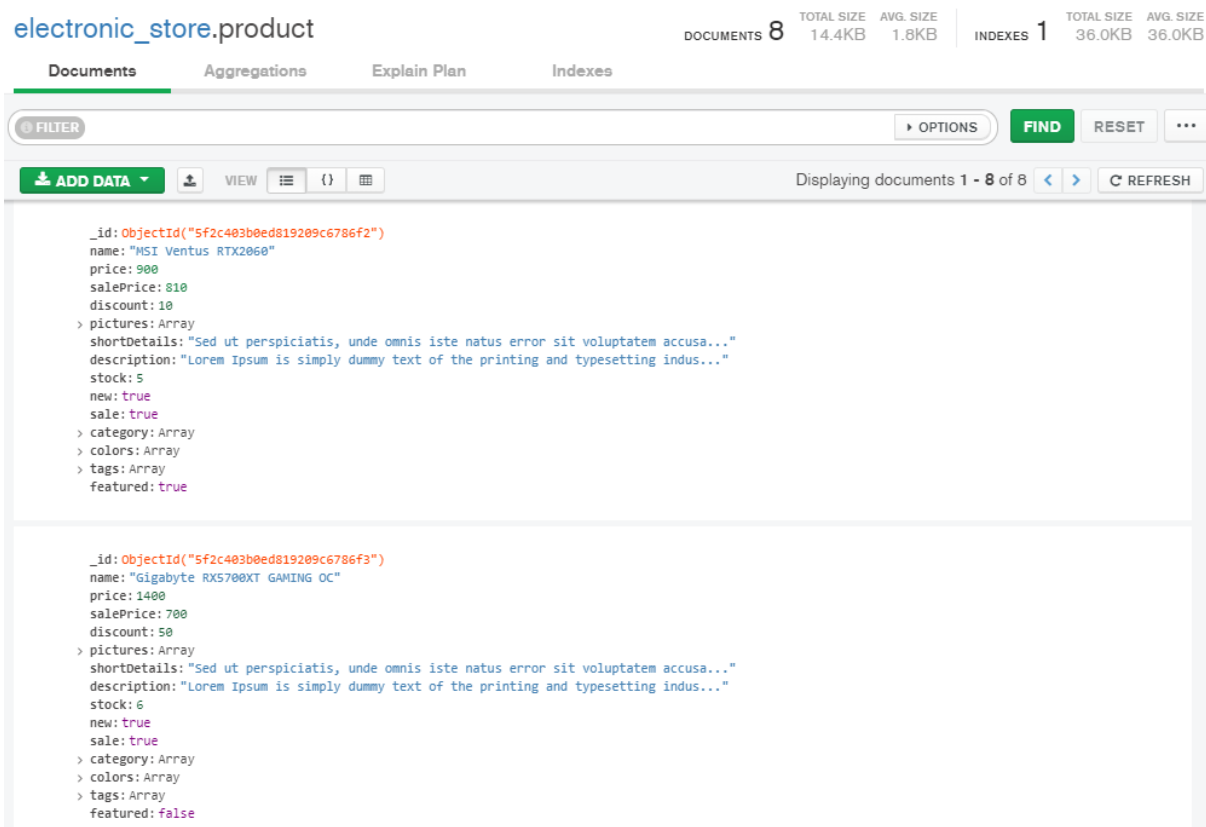 electronic_store.product
DOCUMENTS 8 TOTAL SIZE 14.4KB AVG. SIZE 1.8KB INDEXES 1 TOTAL SIZE 36.0KB AVG. SIZE 36.0KB
Documents Aggregations Explain Plan Indexes
FILTER OPTIONS FIND RESET ...
ADD DATA VIEW {} Displaying documents 1 - 8 of 8 < > REFRESH
_id: ObjectId("5f2c403b0ed819209c6786f2")
name: "MSI Ventus RTX2060"
price: 900
salePrice: 810
discount: 10
> pictures: Array
shortDetails: "Sed ut perspiciatis, unde omnis iste natus error sit voluptatem accusa..."
description: "Lorem Ipsum is simply dummy text of the printing and typesetting indus..."
stock: 5
new: true
sale: true
> category: Array
> colors: Array
> tags: Array
featured: true
_id: ObjectId("5f2c403b0ed819209c6786f3")
name: "Gigabyte RX5700XT GAMING OC"
price: 1400
salePrice: 700
discount: 50
> pictures: Array
shortDetails: "Sed ut perspiciatis, unde omnis iste natus error sit voluptatem accusa..."
description: "Lorem Ipsum is simply dummy text of the printing and typesetting indus..."
stock: 6
new: true
sale: true
> category: Array
> colors: Array
> tags: Array
featured: false